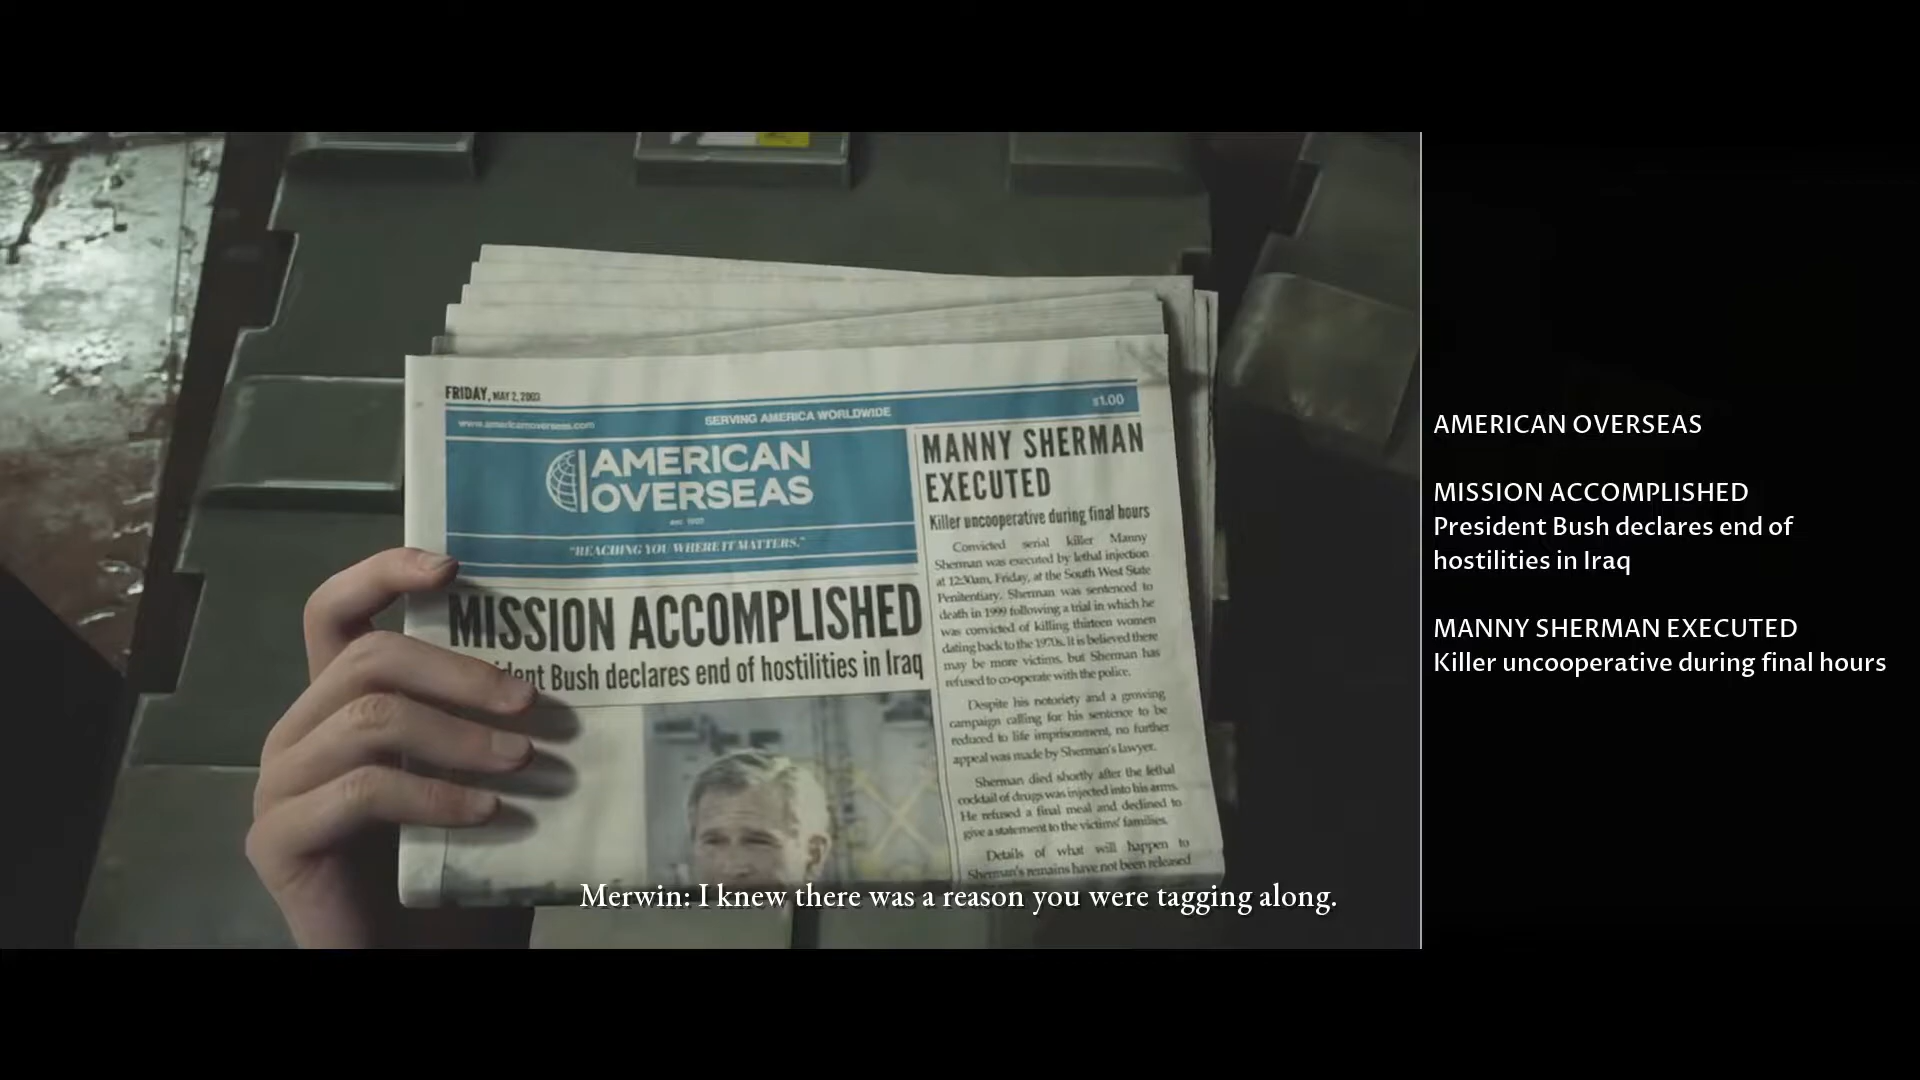 FRIDAY, MAY 2, 2003
www.americanoverseas.com
SERVING AMERICA WORLDWIDE
$1.00
AMERICAN
OVERSEAS
"REACHING YOU WHERE IT MATTERS."
MISSION ACCOMPLISHED
dent Bush declares end of hostilities in Iraq
MANNY SHERMAN
EXECUTED
Killer uncooperative during final hours
Convicted serial killer Manny
Sherman was executed by lethal injection
at 12:30am, Friday, at the South West State
Penitentiary. Sherman was sentenced to
death in 1999 following a trial in which he
was convicted of killing thirteen women
dating back to the 1970s. It is believed there
may be more victims, but Sherman has
refused to co-operate with the police.
Despite his notoriety and a growing
campaign calling for his sentence to be
reduced to life imprisonment, no further
appeal was made by Sherman's lawyer.
Sherman died shortly after the lethal
cocktail of drugs was injected into his arms.
He refused a final meal and declined to
give a statement to the victims' families.
Details of what will happen to
Sherman's remains have not been released
Merwin: I knew there was a reason you were tagging along.
AMERICAN OVERSEAS
MISSION ACCOMPLISHED
President Bush declares end of
hostilities in Iraq
MANNY SHERMAN EXECUTED
Killer uncooperative during final hours